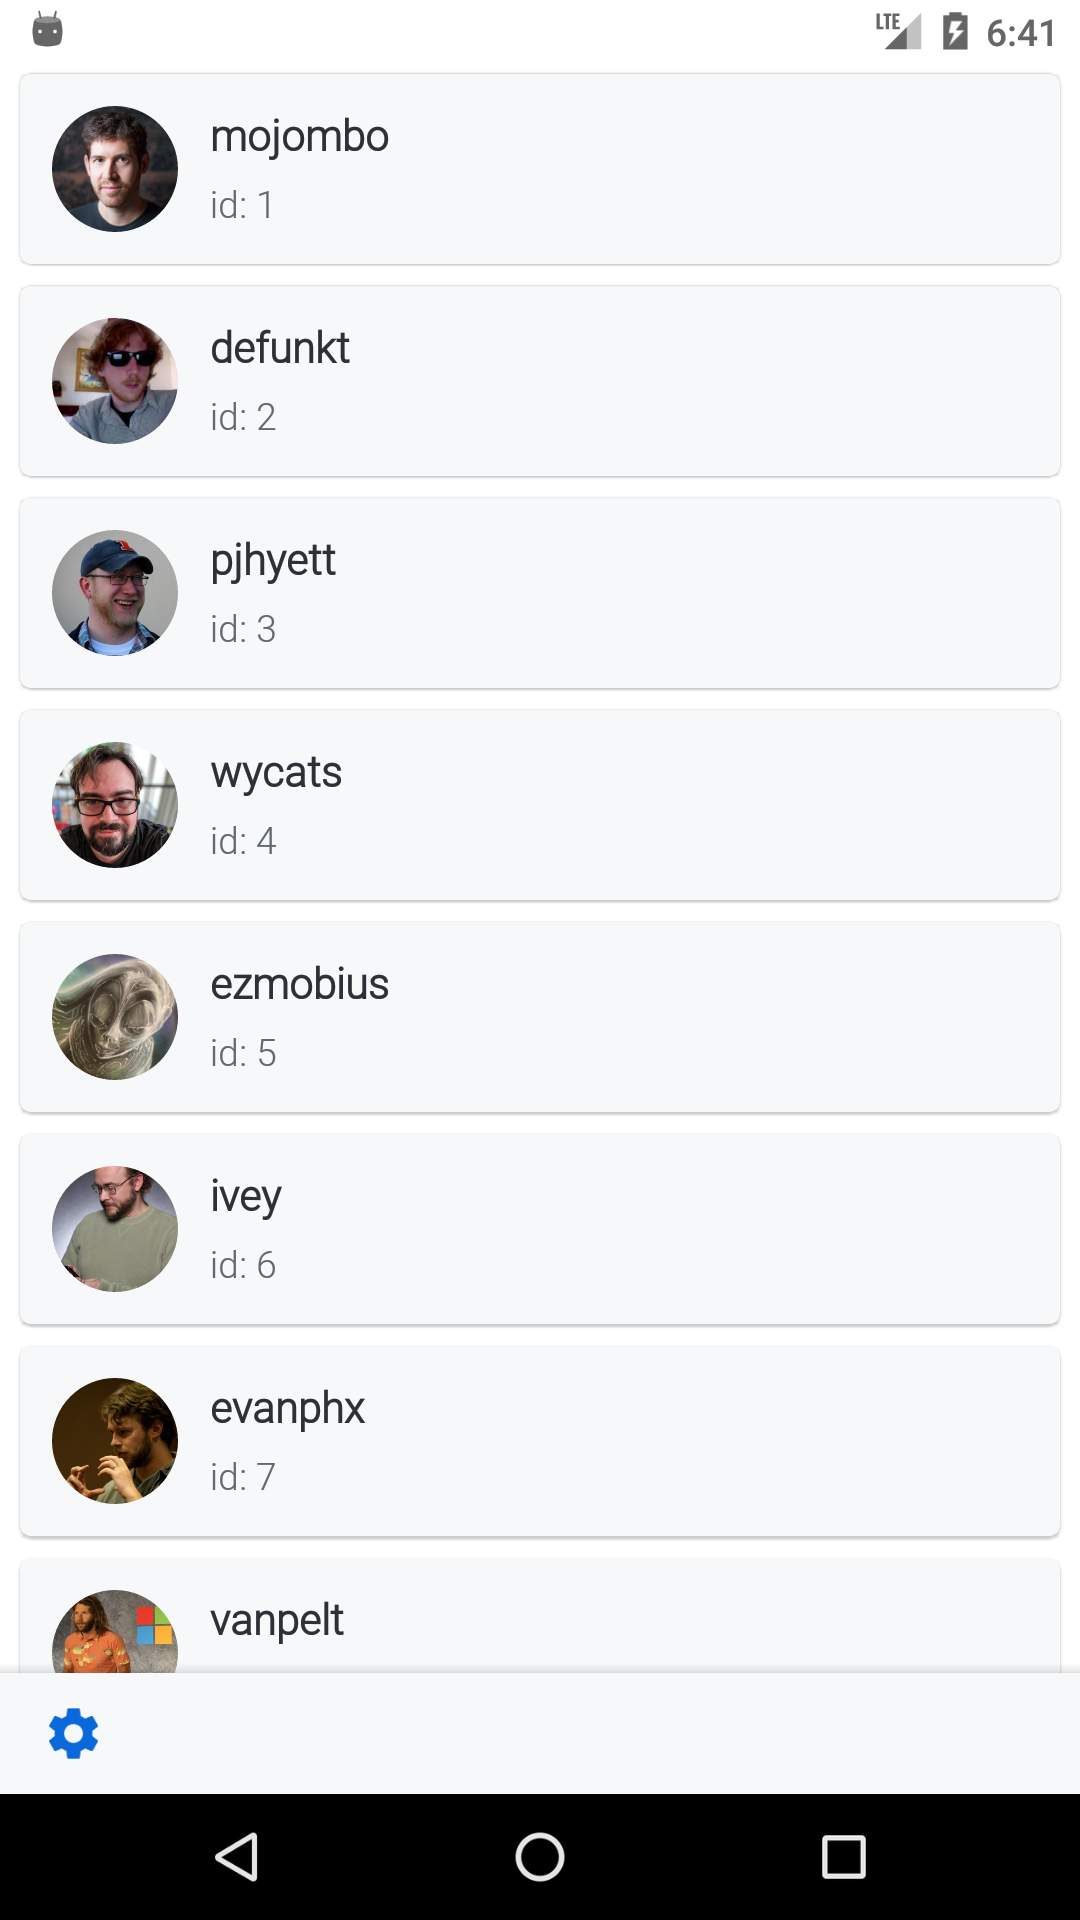 LTE 6:41
mojombo
id: 1
defunkt
id: 2
pjhyett
id: 3
wycats
id: 4
ezmobius
id: 5
ivey
id: 6
evanphx
id: 7
vanpelt